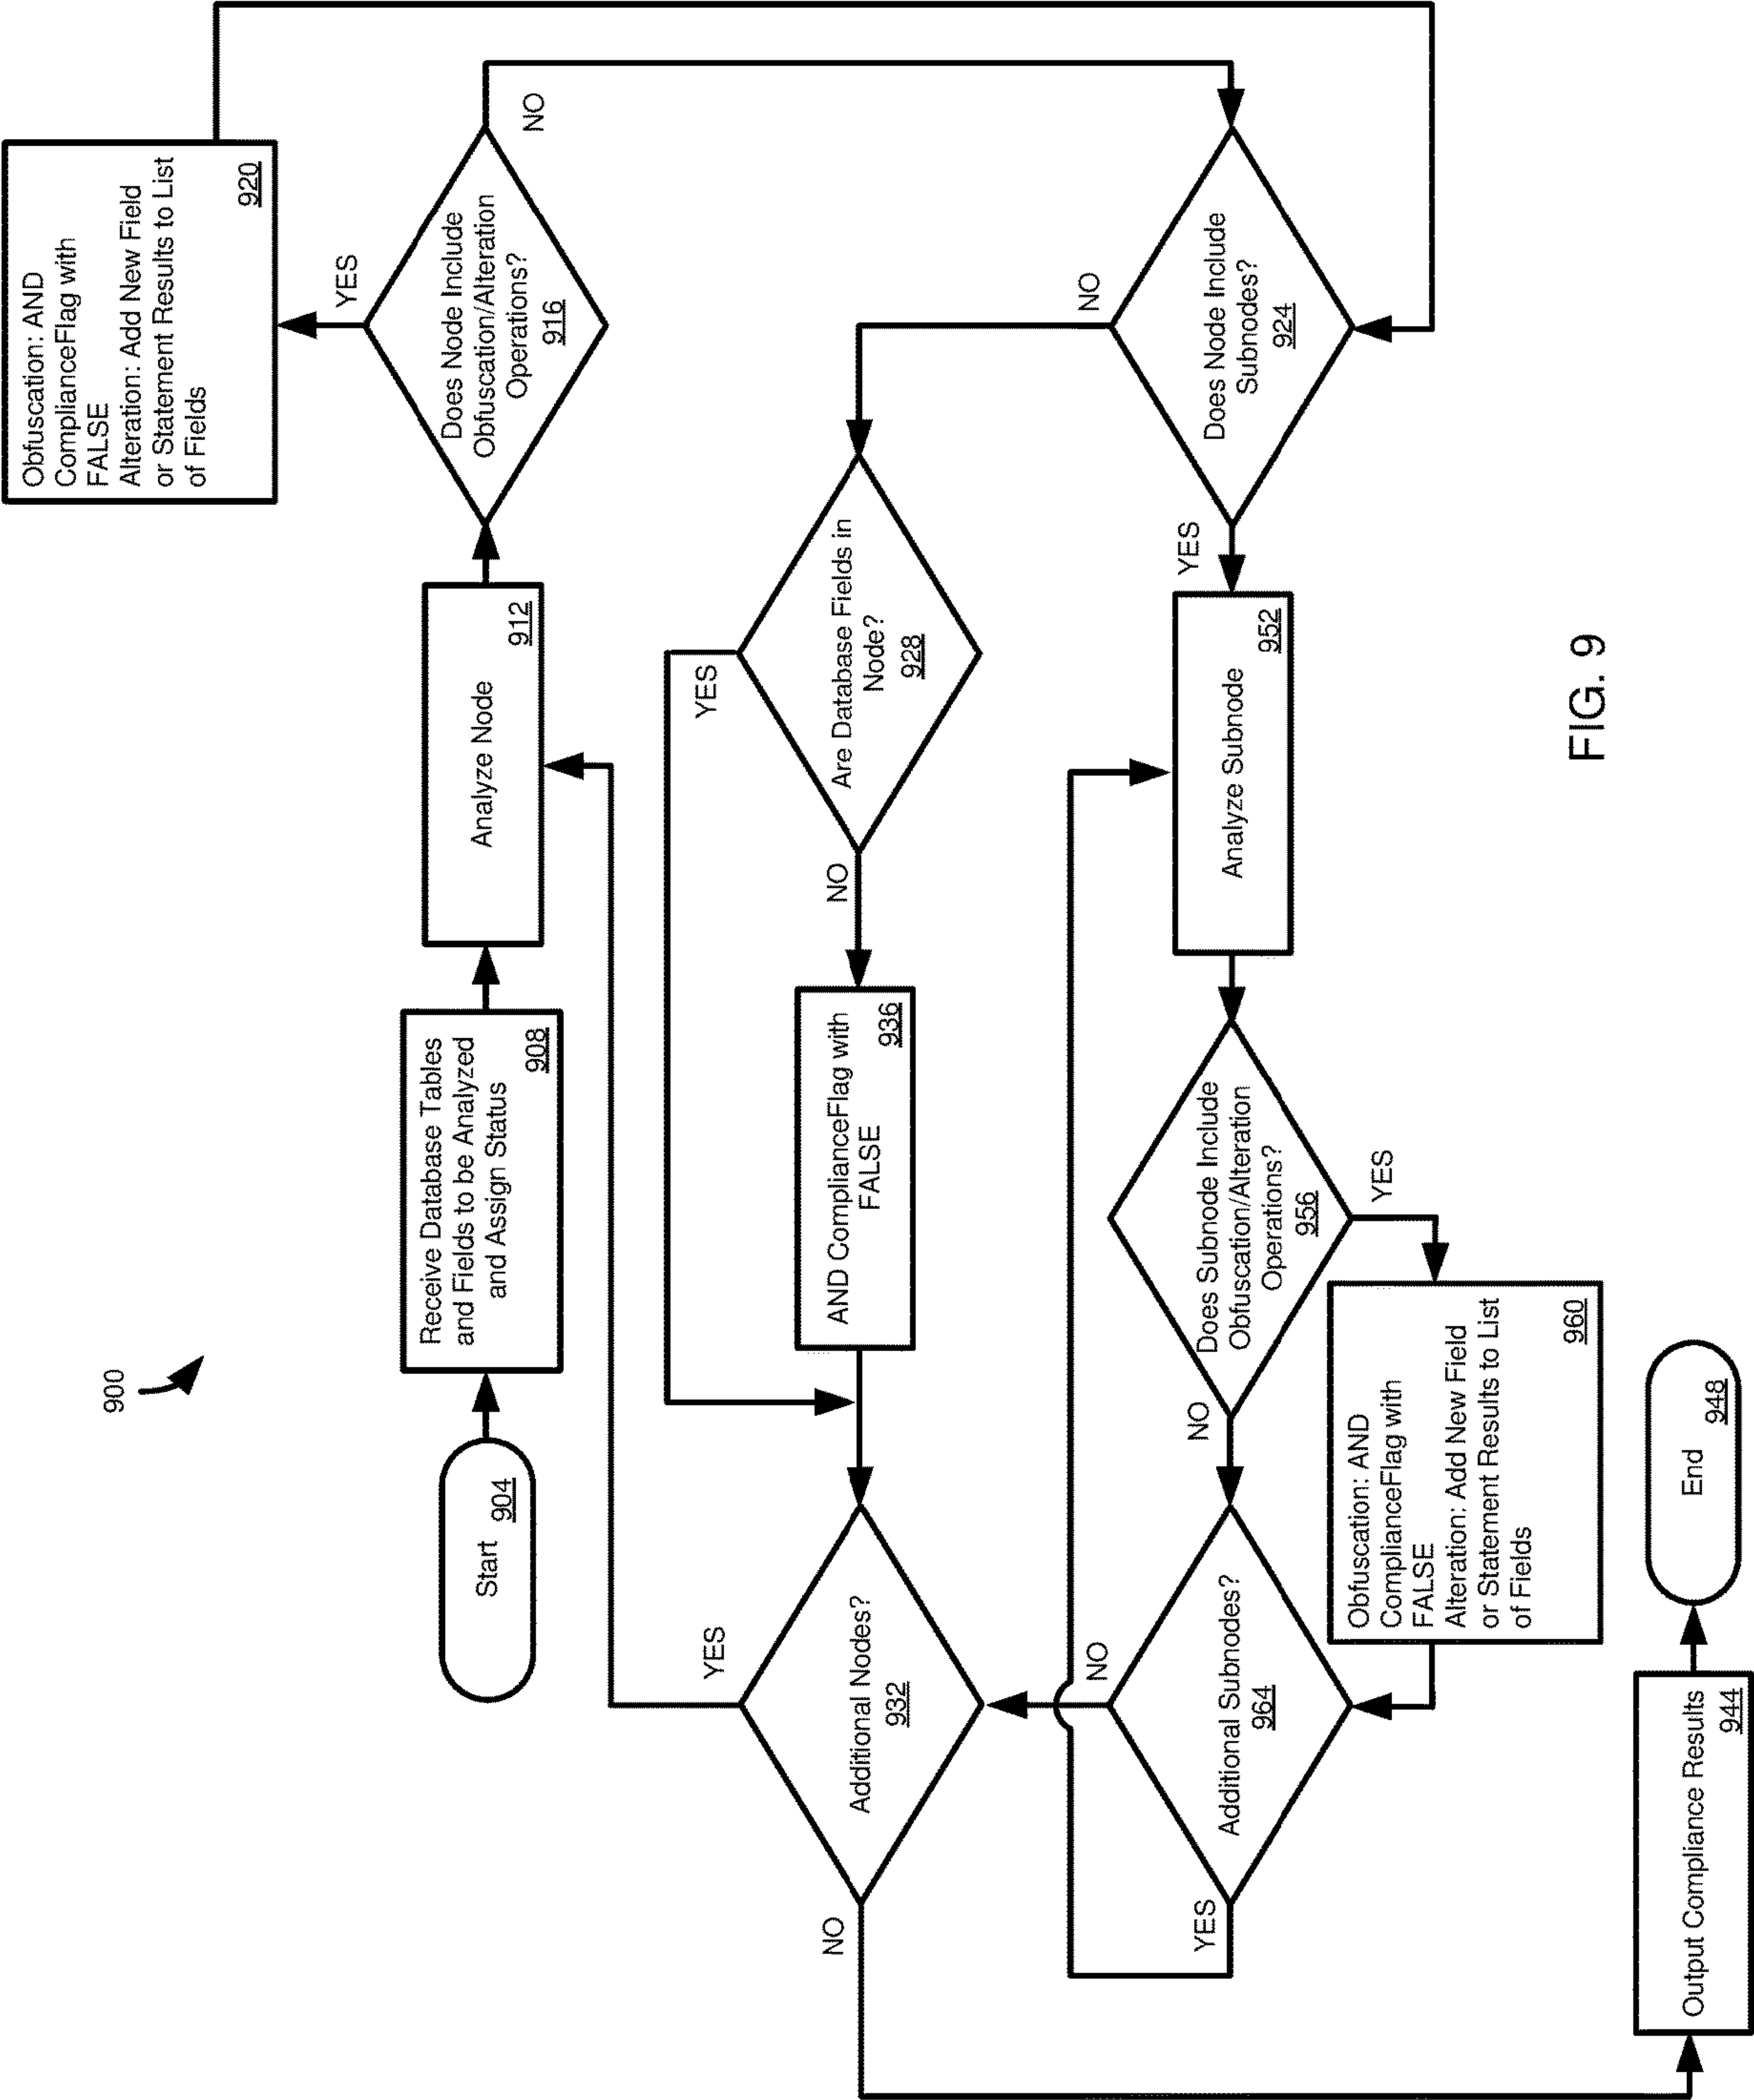 900
Start
904
Receive Database Tables
and Fields to be Analyzed
and Assign Status
908
Analyze Node
912
Does Node Include
Obfuscation/Alteration
Operations?
916
YES
NO
Obfuscation: AND
ComplianceFlag with
FALSE
Alteration: Add New Field
or Statement Results to List
of Fields
920
Does Node Include
Subnodes?
924
NO
YES
Are Database Fields in
Node?
928
YES
NO
AND ComplianceFlag with
FALSE
936
Additional Nodes?
932
YES
NO
Analyze Subnode
952
Does Subnode Include
Obfuscation/Alteration
Operations?
956
YES
NO
Obfuscation: AND
ComplianceFlag with
FALSE
Alteration: Add New Field
or Statement Results to List
of Fields
960
Additional Subnodes?
964
NO
YES
Output Compliance Results
944
End
948
FIG. 9